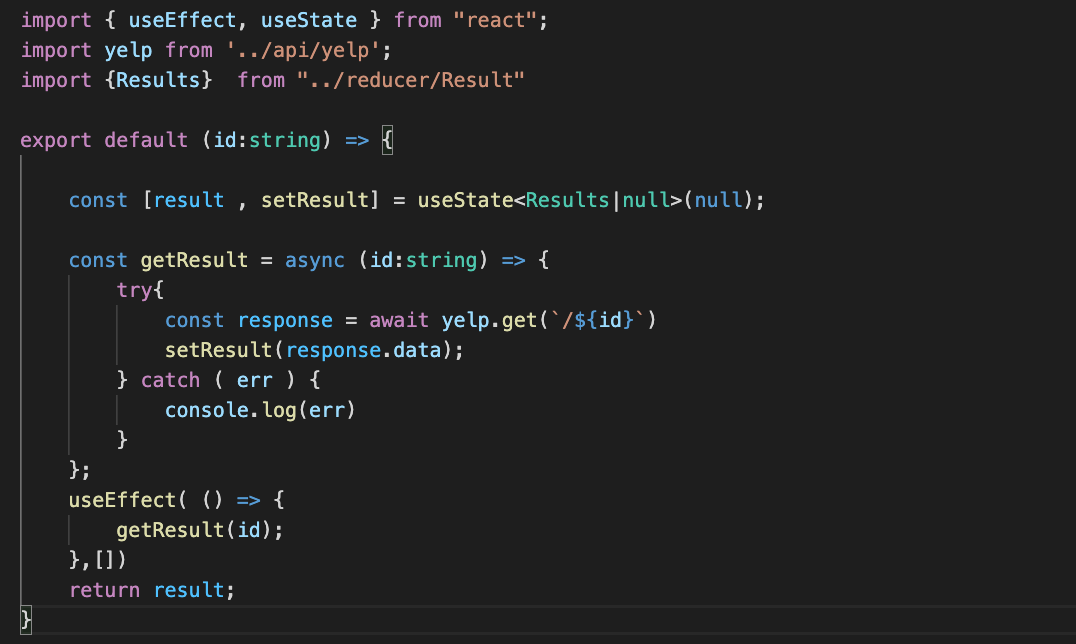 import { useEffect, useState } from "react";
import yelp from '../api/yelp';
import {Results}  from "../reducer/Result"

export default (id:string) => {

    const [result , setResult] = useState<Results|null>(null);

    const getResult = async (id:string) => {
        try{
            const response = await yelp.get(`/${id}`)
            setResult(response.data);
        } catch ( err ) {
            console.log(err)
        }
    };
    useEffect( () => {
        getResult(id);
    },[])
    return result;
}